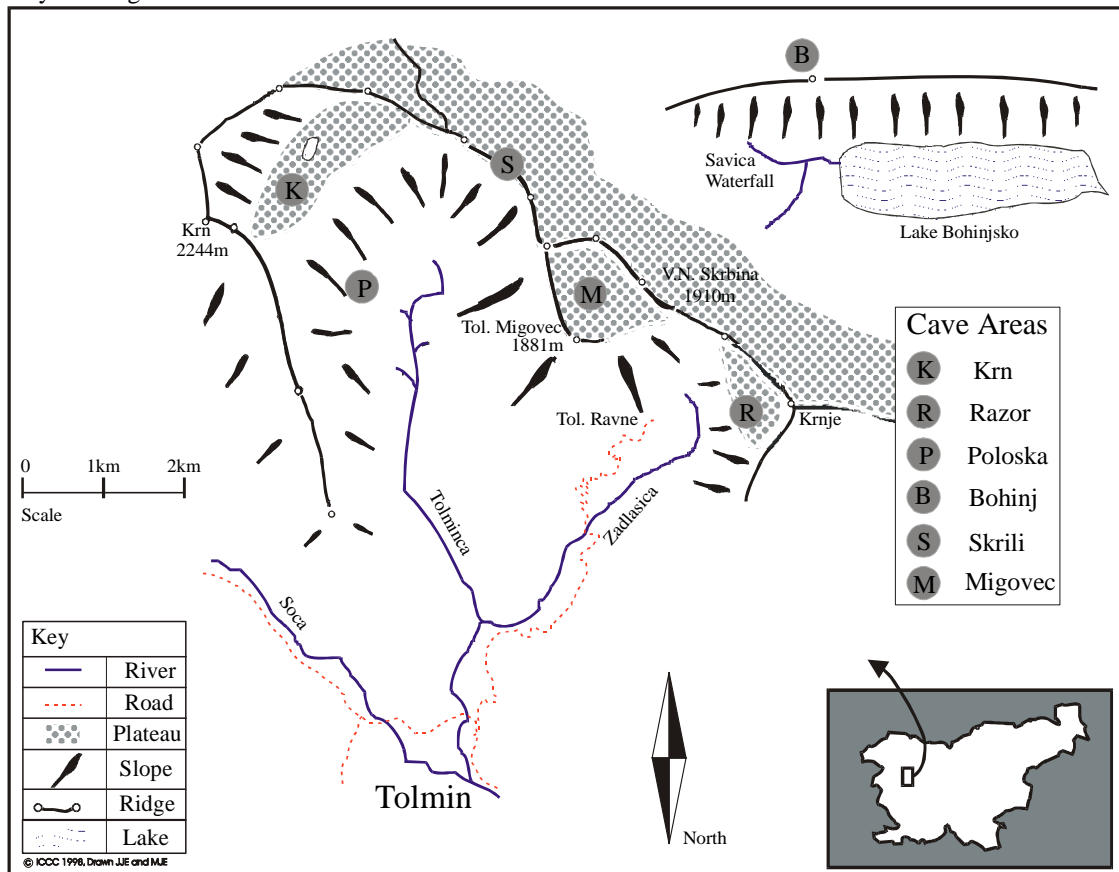 B
S
K
Krn
2244m
P
M
V.N. Skrbina
1910m
Tol. Migovec
1881m
R
Tol. Ravne
Krnje
Savica
Waterfall
Lake Bohinjsko
Cave Areas
K Krn
R Razor
P Poloska
B Bohinj
S Skrili
M Migovec
0 1km 2km
Scale
Tolminca
Zadlasica
Soca
Tolmin
North
Key
River
Road
Plateau
Slope
Ridge
Lake
© ICCC 1998, Drawn JJE and MJE